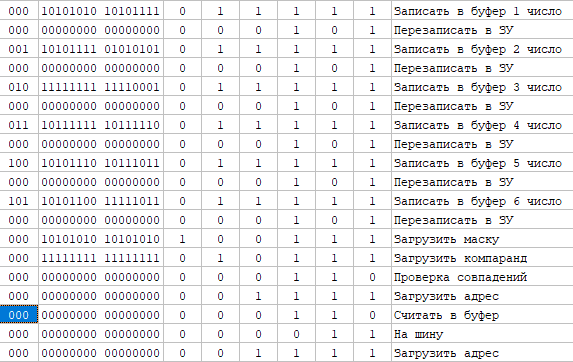 000 10101010 10101111 0 1 1 1 1 1 Записать в буфер 1 число
000 00000000 00000000 0 0 0 1 0 1 Перезаписать в ЗУ
001 10101111 01010101 0 1 1 1 1 1 Записать в буфер 2 число
000 00000000 00000000 0 0 0 1 0 1 Перезаписать в ЗУ
010 11111111 11110001 0 1 1 1 1 1 Записать в буфер 3 число
000 00000000 00000000 0 0 0 1 0 1 Перезаписать в ЗУ
011 10111111 10111110 0 1 1 1 1 1 Записать в буфер 4 число
000 00000000 00000000 0 0 0 1 0 1 Перезаписать в ЗУ
100 10101110 10111011 0 1 1 1 1 1 Записать в буфер 5 число
000 00000000 00000000 0 0 0 1 0 1 Перезаписать в ЗУ
101 10101100 11111011 0 1 1 1 1 1 Записать в буфер 6 число
000 00000000 00000000 0 0 0 1 0 1 Перезаписать в ЗУ
000 10101010 10101010 1 0 0 1 1 1 Загрузить маску
000 11111111 11111111 0 1 0 1 1 1 Загрузить компаранд
000 00000000 00000000 0 0 0 1 1 0 Проверка совпадений
000 00000000 00000000 0 0 1 1 1 1 Загрузить адрес
000 00000000 00000000 0 0 0 1 1 0 Считать в буфер
000 00000000 00000000 0 0 0 0 1 1 На шину
000 00000000 00000000 0 0 1 1 1 1 Загрузить адрес